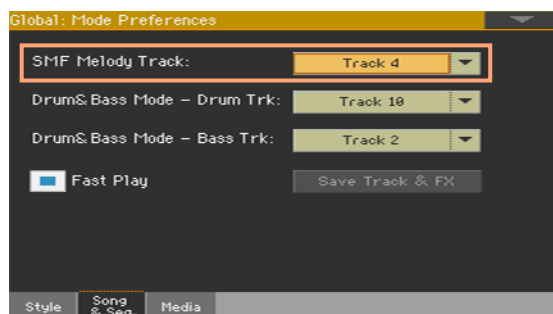 Global: Mode Preferences
SMF Melody Track: Track 4
Drum& Bass Mode - Drum Trk: Track 10
Drum& Bass Mode - Bass Trk: Track 2
Fast Play Save Track & FX
Style Song & Seq Media